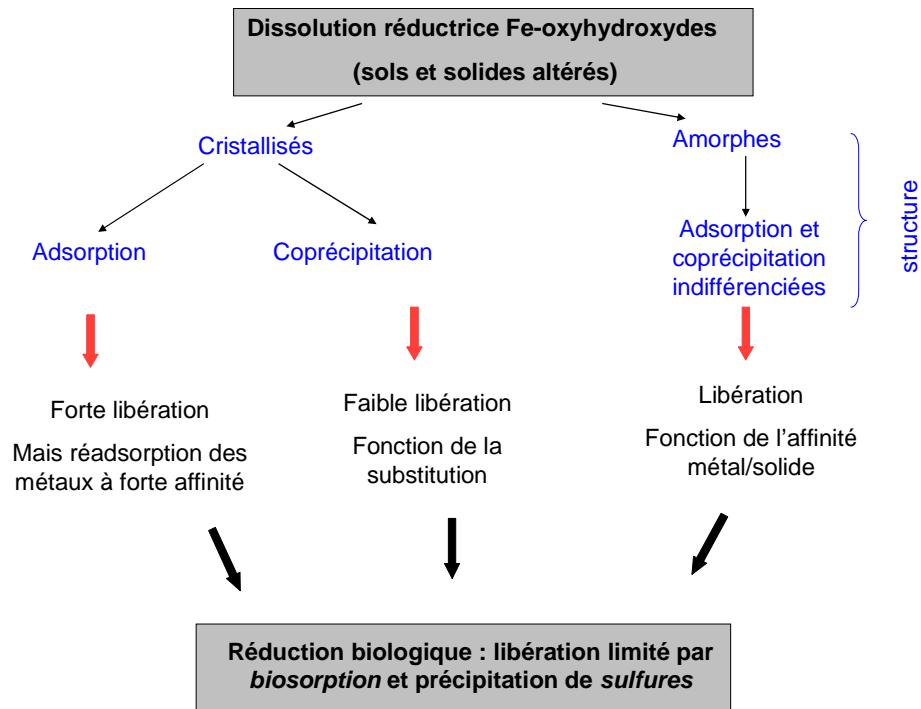 Dissolution réductrice Fe-oxyhydroxydes
(sols et solides altérés)
Cristallisés
Amorphes
structure
Adsorption
Coprécipitation
Adsorption et
coprécipitation
indifférenciées
Forte libération
Mais réadsorption des
métaux à forte affinité
Faible libération
Fonction de la
substitution
Libération
Fonction de l’affinité
métal/solide
Réduction biologique : libération limité par
biosorption et précipitation de sulfures